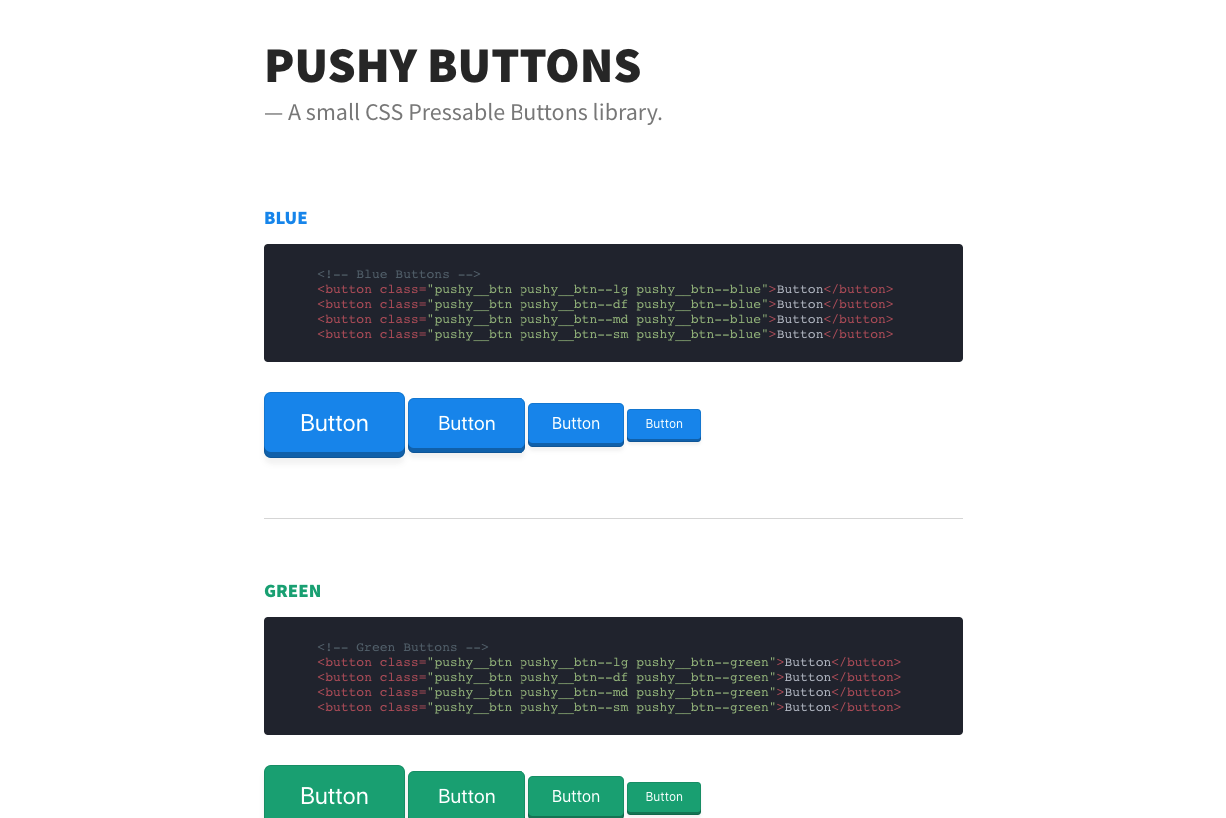 PUSHY BUTTONS
— A small CSS Pressable Buttons library.
BLUE
<!-- Blue Buttons -->
<button class="pushy__btn pushy__btn--lg pushy__btn--blue">Button</button>
<button class="pushy__btn pushy__btn--df pushy__btn--blue">Button</button>
<button class="pushy__btn pushy__btn--md pushy__btn--blue">Button</button>
<button class="pushy__btn pushy__btn--sm pushy__btn--blue">Button</button>
Button Button Button Button
GREEN
<!-- Green Buttons -->
<button class="pushy__btn pushy__btn--lg pushy__btn--green">Button</button>
<button class="pushy__btn pushy__btn--df pushy__btn--green">Button</button>
<button class="pushy__btn pushy__btn--md pushy__btn--green">Button</button>
<button class="pushy__btn pushy__btn--sm pushy__btn--green">Button</button>
Button Button Button Button